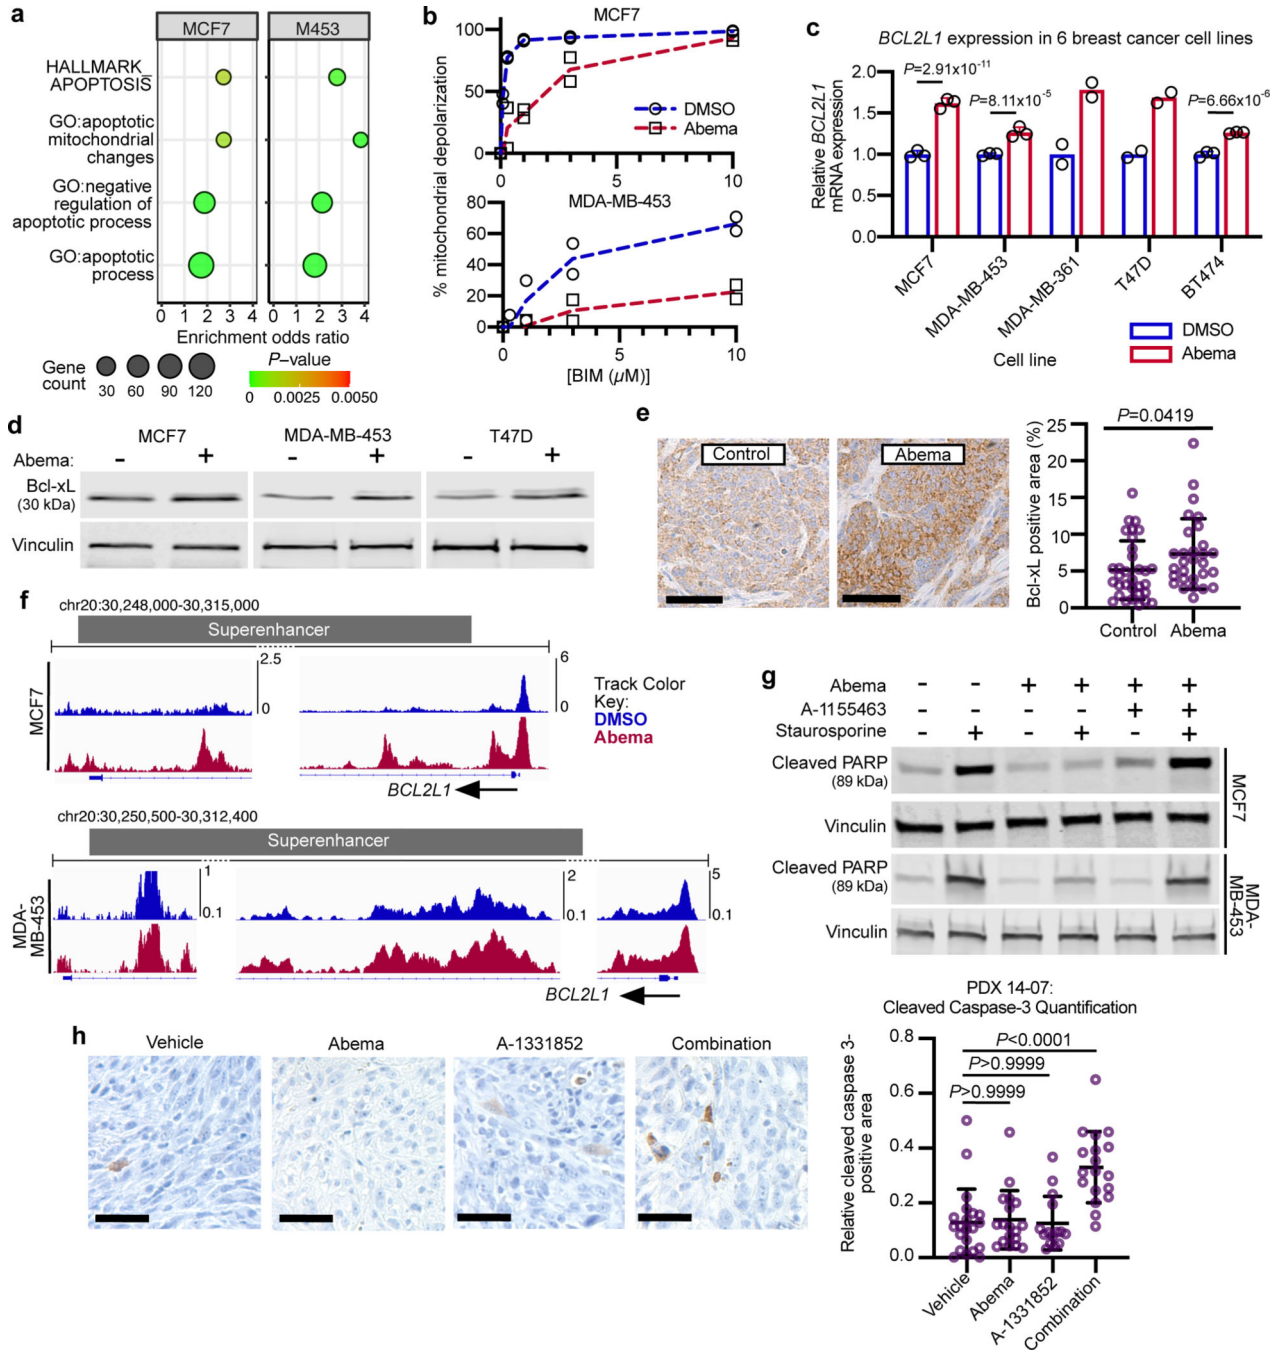 a
MCF7
M453
HALLMARK_
APOPTOSIS
GO:apoptotic
mitochondrial
changes
GO:negative
regulation of
apoptotic process
GO:apoptotic
process
0 1 2 3 4
0 1 2 3 4
Enrichment odds ratio
Gene
count
30 60 90 120
P–value
0 0.0025 0.0050
b
MCF7
100
50
0
0 5 10
DMSO
Abema
% mitochondrial depolarization
MDA-MB-453
80
60
40
20
0
0 5 10
[BIM (µM)]
c
BCL2L1 expression in 6 breast cancer cell lines
Relative BCL2L1
mRNA expression
2.0
1.5
1.0
0.5
0.0
P=2.91x10-11
P=8.11x10-5
P=6.66x10-6
MCF7
MDA-MB-453
MDA-MB-361
T47D
BT474
Cell line
DMSO
Abema
d
MCF7 MDA-MB-453 T47D
Abema: - + - + - +
Bcl-xL
(30 kDa)
Vinculin
e
Control
Abema
P=0.0419
Bcl-xL positive area (%)
25
20
15
10
5
0
Control Abema
f
chr20:30,248,000-30,315,000
Superenhancer
MCF7
2.5
0
6
0
Track Color
Key:
DMSO
Abema
BCL2L1
chr20:30,250,500-30,312,400
Superenhancer
MDA-
MB-453
1
0.1
2
0.1
5
0.1
BCL2L1
g
Abema - - + + + +
A-1155463 - - - - + +
Staurosporine - + - + - +
Cleaved PARP
(89 kDa)
Vinculin
MCF7
Cleaved PARP
(89 kDa)
Vinculin
MDA-
MB-453
h
Vehicle
Abema
A-1331852
Combination
PDX 14-07:
Cleaved Caspase-3 Quantification
Relative cleaved caspase 3-
positive area
0.8
0.6
0.4
0.2
0.0
P<0.0001
P>0.9999
P>0.9999
Vehicle
Abema
A-1331852
Combination